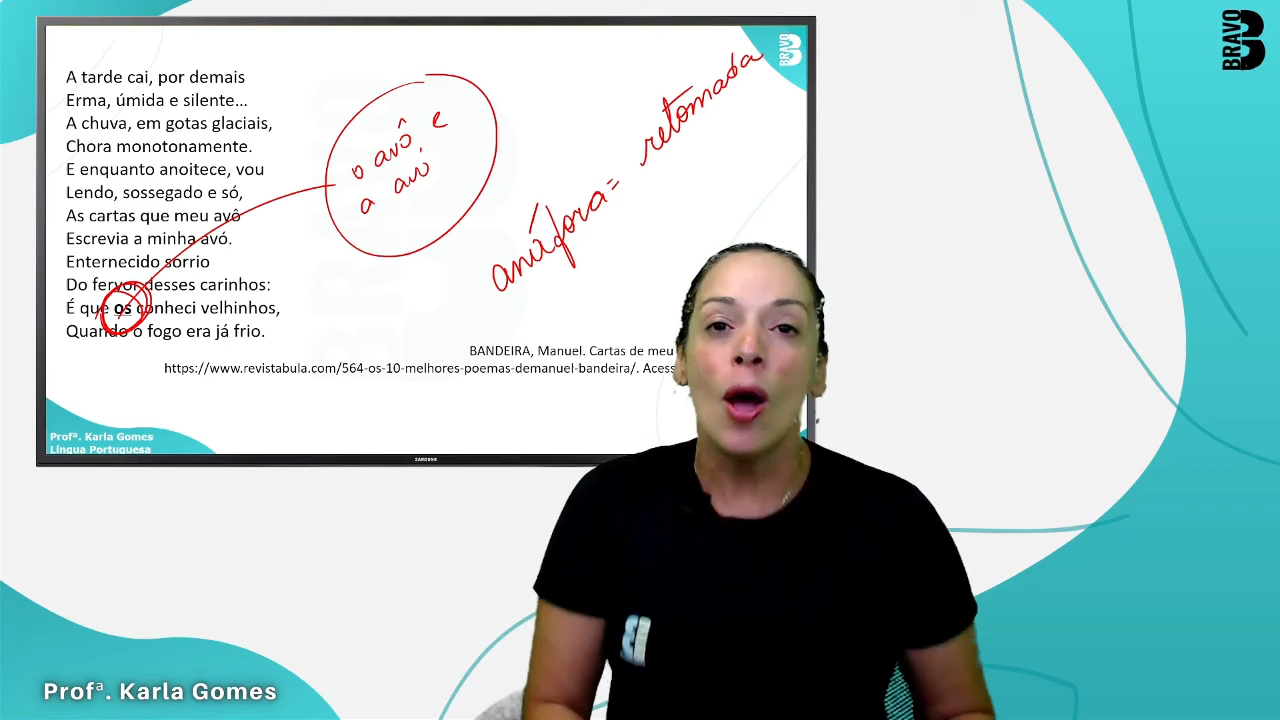 A tarde cai, por demais
Erma, úmida e silente...
A chuva, em gotas glaciais,
Chora monotonamente.
E enquanto anoitece, vou
Lendo, sossegado e só,
As cartas que meu avô
Escrevia a minha avó.
Enternecido sorrio
Do fervor desses carinhos:
É que os conheci velhinhos,
Quando o fogo era já frio.
o avô e
a avó
anáfora = retomada
BANDEIRA, Manuel. Cartas de meu
https://www.revistabula.com/564-os-10-melhores-poemas-demanuel-bandeira/. Acess
Profª. Karla Gomes
Língua Portuguesa
SAMSUNG
BRAVO
BRAVO
Profª. Karla Gomes